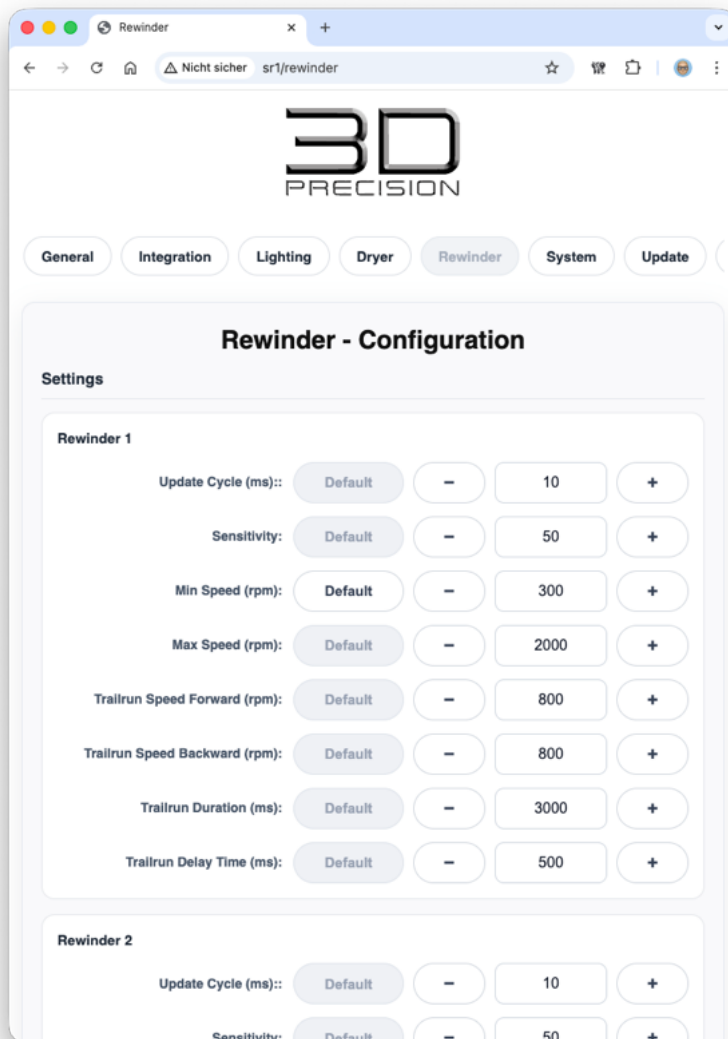 Rewinder
Nicht sicher sr1/rewinder
3D
PRECISION
General Integration Lighting Dryer Rewinder System Update
Rewinder - Configuration
Settings
Rewinder 1
Update Cycle (ms):: Default − 10 +
Sensitivity: Default − 50 +
Min Speed (rpm): Default − 300 +
Max Speed (rpm): Default − 2000 +
Trailrun Speed Forward (rpm): Default − 800 +
Trailrun Speed Backward (rpm): Default − 800 +
Trailrun Duration (ms): Default − 3000 +
Trailrun Delay Time (ms): Default − 500 +
Rewinder 2
Update Cycle (ms):: Default − 10 +
Sensitivity: Default − 50 +